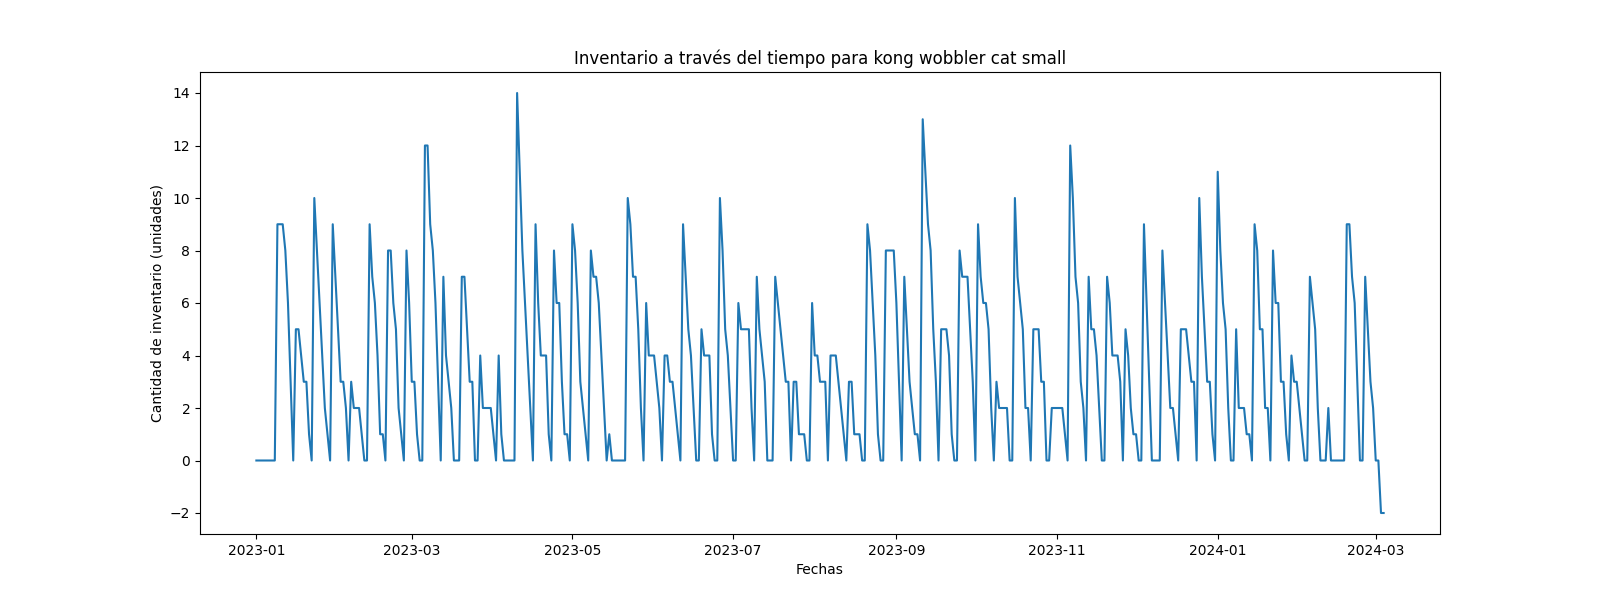 Inventario a través del tiempo para kong wobbler cat small
Cantidad de inventario (unidades)
14
12
10
8
6
4
2
0
−2
2023-01 2023-03 2023-05 2023-07 2023-09 2023-11 2024-01 2024-03
Fechas